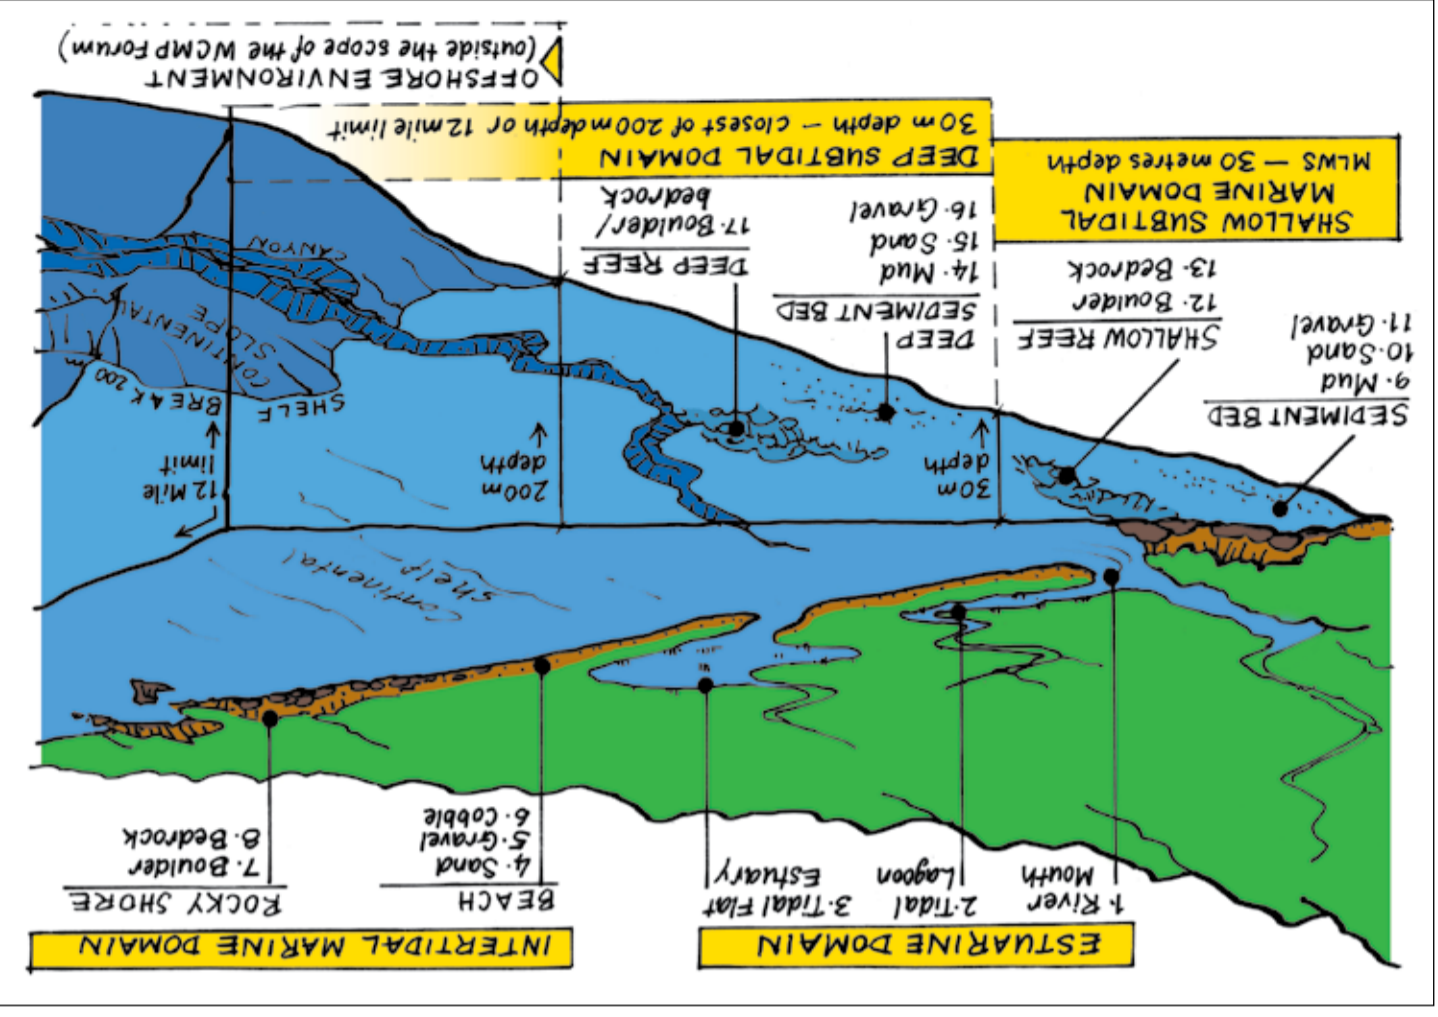 ESTUARINE DOMAIN
1· River
Mouth
2·Tidal
Lagoon
3·Tidal Flat
Estuary
INTERTIDAL MARINE DOMAIN
BEACH
4· Sand
5·Gravel
6· Cobble
ROCKY SHORE
7· Boulder
8· Bedrock
Continental
Shelf
12 Mile
limit
200m
depth
30m
depth
SHELF BREAK 200 m
CONTINENTAL
SLOPE
CANYON
SEDIMENT BED
9· Mud
10·Sand
11·Gravel
SHALLOW REEF
12·Boulder
13· Bedrock
SHALLOW SUBTIDAL
MARINE DOMAIN
MLWS — 30 metres depth
DEEP
SEDIMENT BED
14· Mud
15· Sand
16· Gravel
DEEP REEF
17· Boulder/
bedrock
DEEP SUBTIDAL DOMAIN
30m depth — closest of 200m depth or 12 mile limit
OFFSHORE ENVIRONMENT
(outside the scope of the WCMP Forum)